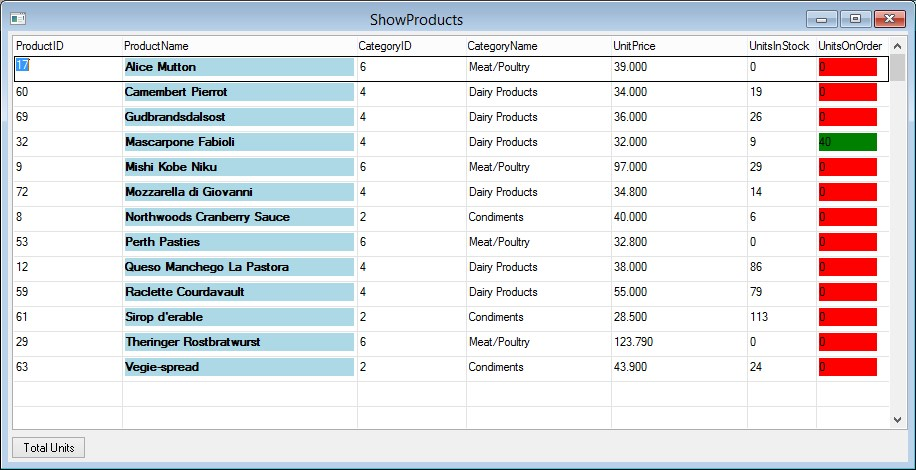 ShowProducts
ProductID ProductName CategoryID CategoryName UnitPrice UnitsInStock UnitsOnOrder
17 Alice Mutton 6 Meat/Poultry 39.000 0 0
60 Camembert Pierrot 4 Dairy Products 34.000 19 0
69 Gudbrandsdalsost 4 Dairy Products 36.000 26 0
32 Mascarpone Fabioli 4 Dairy Products 32.000 9 40
9 Mishi Kobe Niku 6 Meat/Poultry 97.000 29 0
72 Mozzarella di Giovanni 4 Dairy Products 34.800 14 0
8 Northwoods Cranberry Sauce 2 Condiments 40.000 6 0
53 Perth Pasties 6 Meat/Poultry 32.800 0 0
12 Queso Manchego La Pastora 4 Dairy Products 38.000 86 0
59 Raclette Courdavault 4 Dairy Products 55.000 79 0
61 Sirop d'erable 2 Condiments 28.500 113 0
29 Theringer Rostbratwurst 6 Meat/Poultry 123.790 0 0
63 Vegie-spread 2 Condiments 43.900 24 0
Total Units